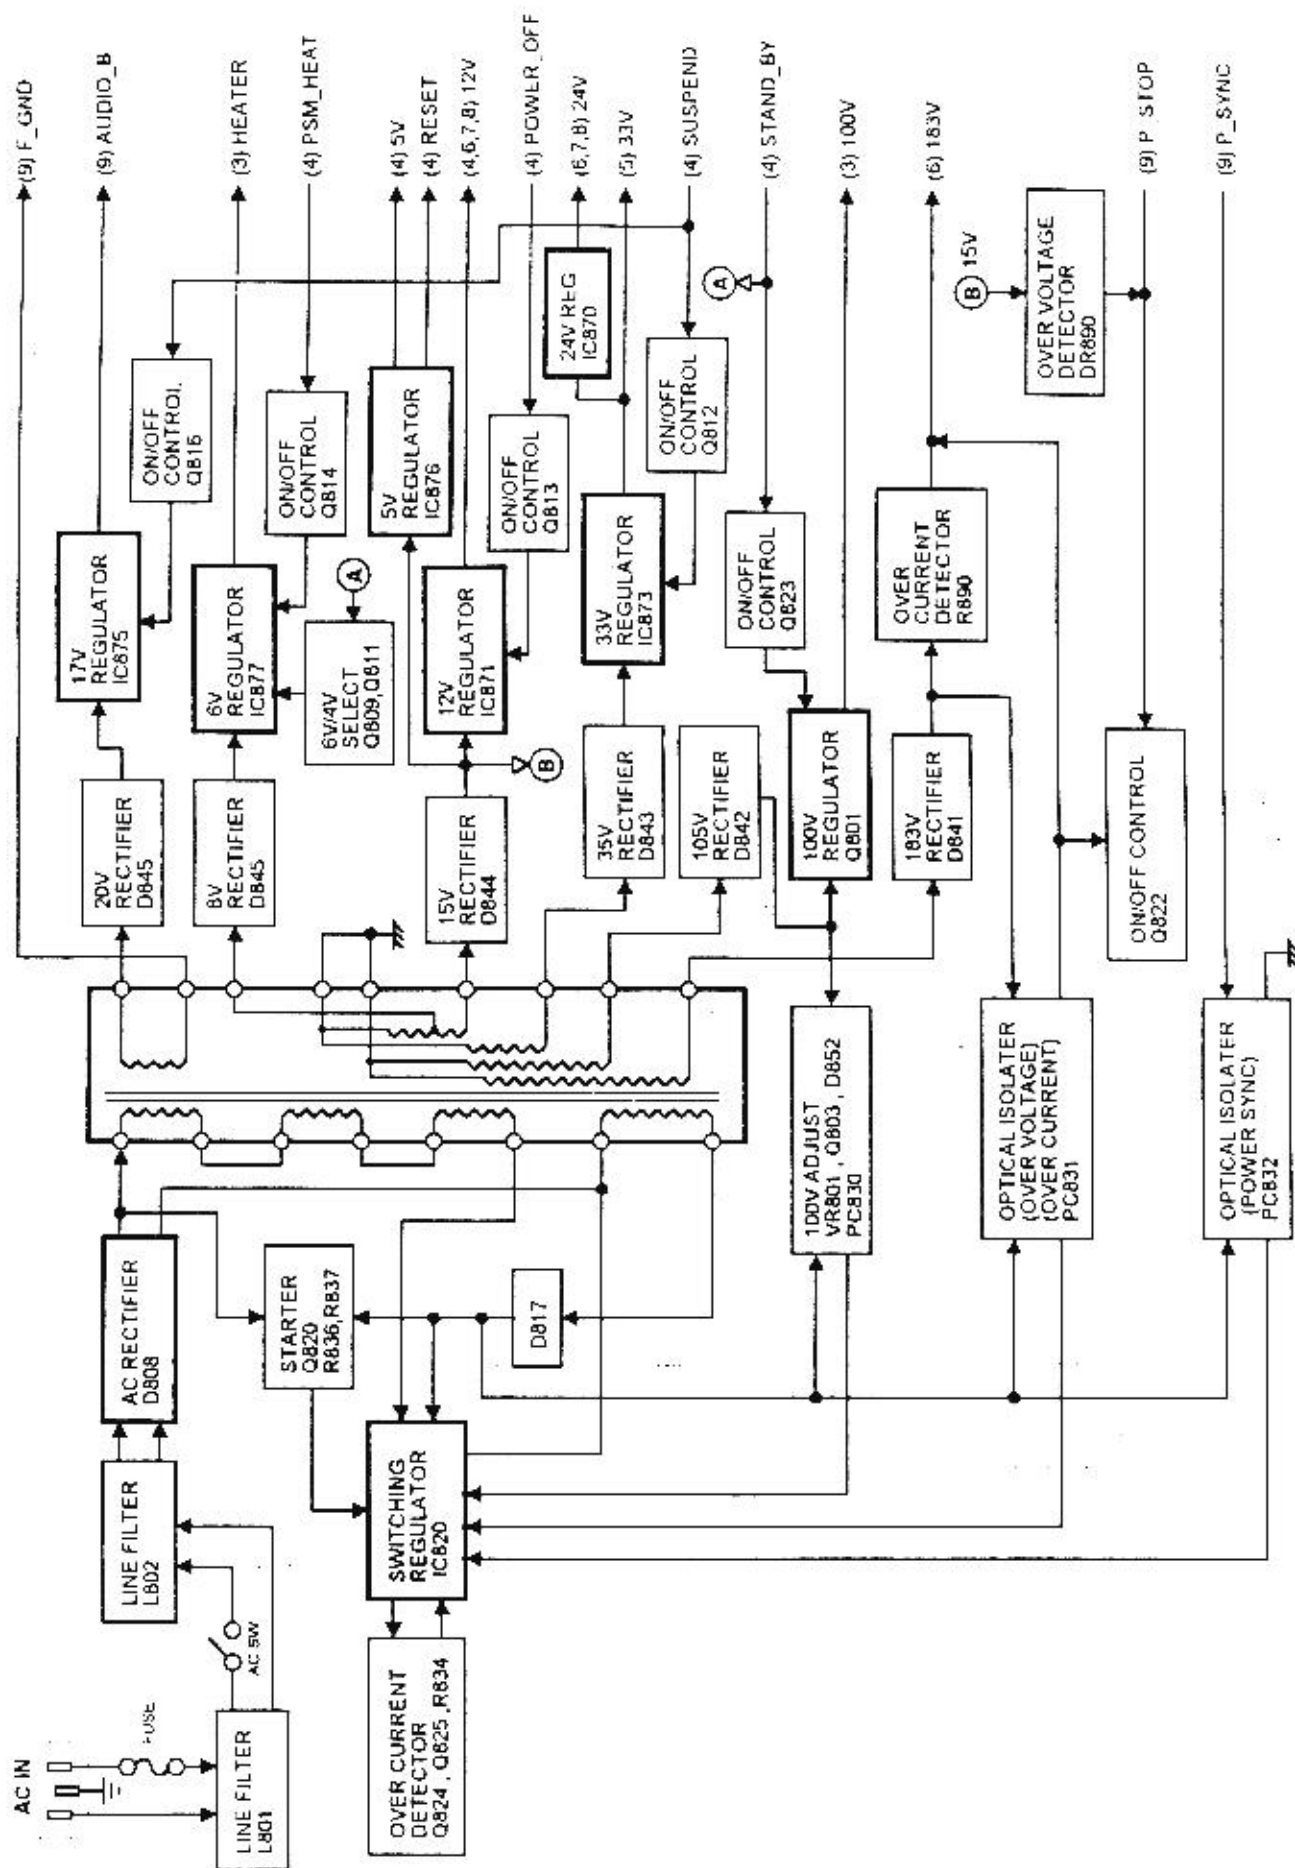 AC IN
FUSE
LINE FILTER
L801
AC SW
LINE FILTER
L802
AC RECTIFIER
D808
STARTER
Q820
R836,R837
SWITCHING
REGULATOR
IC820
OVER CURRENT
DETECTOR
Q824 , Q825 , R834
D817
20V
RECTIFIER
D845
17V
REGULATOR
IC875
ON/OFF
CONTROL
Q815
8V
RECTIFIER
D845
6V
REGULATOR
IC877
ON/OFF
CONTROL
Q814
6V/4V
SELECT
Q809,Q811
A
15V
RECTIFIER
D844
12V
REGULATOR
IC871
5V
REGULATOR
IC876
ON/OFF
CONTROL
Q813
B
35V
RECTIFIER
D843
33V
REGULATOR
IC873
24V REG
IC870
ON/OFF
CONTROL
Q812
105V
RECTIFIER
D842
100V
REGULATOR
Q801
ON/OFF
CONTROL
Q823
A
183V
RECTIFIER
D841
OVER
CURRENT
DETECTOR
R890
B 15V
OVER VOLTAGE
DETECTOR
DR890
100V ADJUST
VR801 , Q803 , D852
PC830
OPTICAL ISOLATER
(OVER VOLTAGE)
(OVER CURRENT)
PC831
ON/OFF CONTROL
Q822
OPTICAL ISOLATER
(POWER SYNC)
PC832
(9) F_GND
(9) AUDIO_B
(3) HEATER
(4) PSM_HEAT
(4) 5V
(4) RESET
(4,6,7,8) 12V
(4) POWER_OFF
(6,7,8) 24V
(5) 33V
(4) SUSPEND
(4) STAND_BY
(3) 100V
(6) 183V
(9) P_STOP
(9) P_SYNC